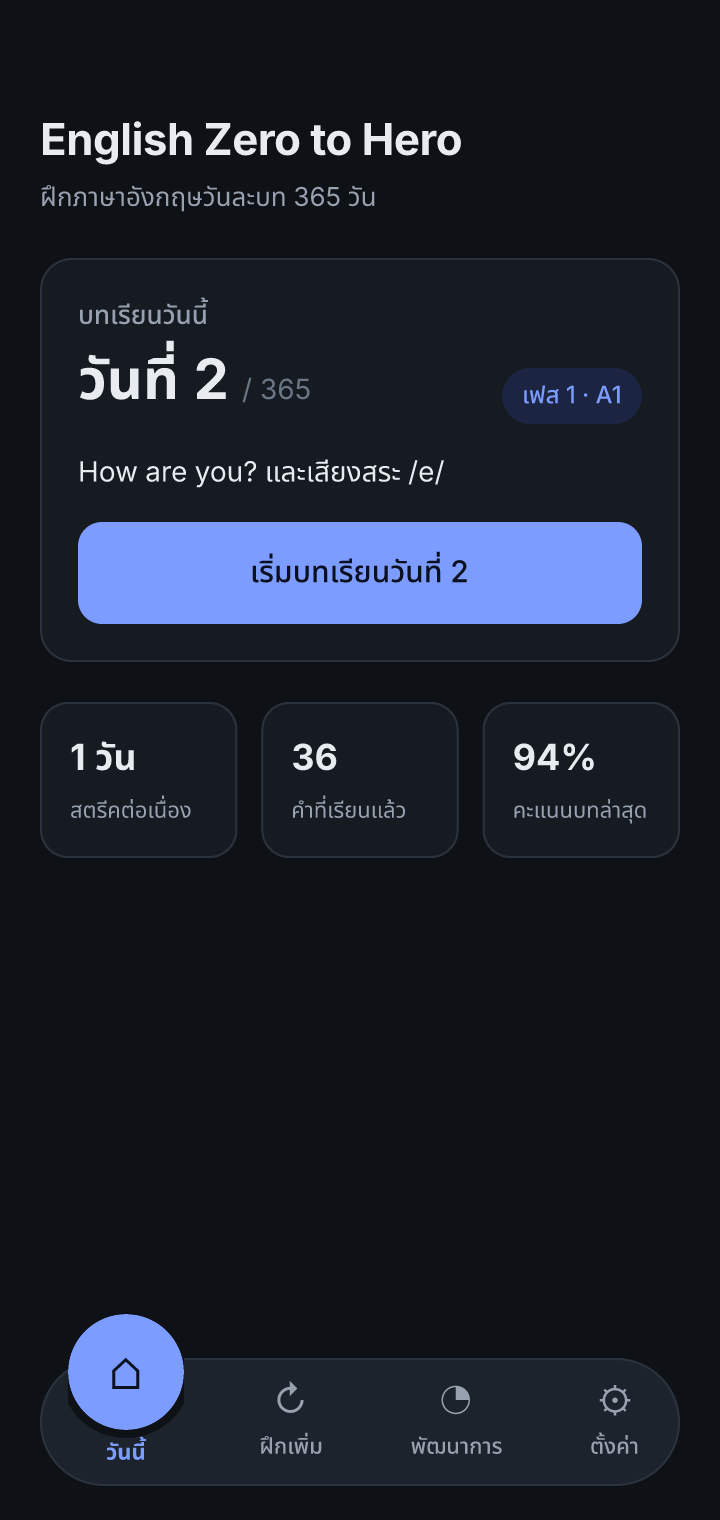 English Zero to Hero
ฝึกภาษาอังกฤษวันละบท 365 วัน
บทเรียนวันนี้
วันที่ 2 / 365
เฟส 1 · A1
How are you? และเสียงสระ /e/
เริ่มบทเรียนวันที่ 2
1 วัน
สตรีคต่อเนื่อง
36
คำที่เรียนแล้ว
94%
คะแนนบทล่าสุด
วันนี้
ฝึกเพิ่ม
พัฒนาการ
ตั้งค่า